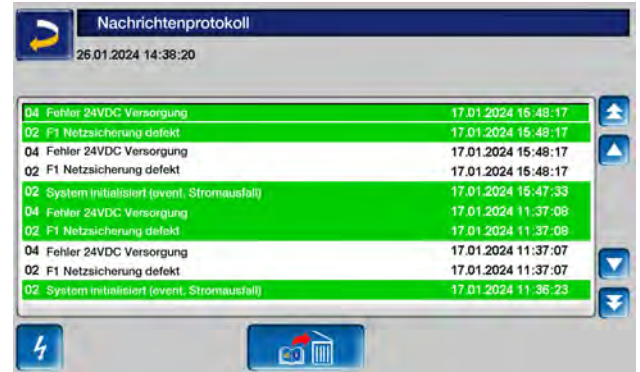 Nachrichtenprotokoll
26.01.2024 14:38:20
04 Fehler 24VDC Versorgung 17.01.2024 15:48:17
02 F1 Netzsicherung defekt 17.01.2024 15:48:17
04 Fehler 24VDC Versorgung 17.01.2024 15:48:17
02 F1 Netzsicherung defekt 17.01.2024 15:48:17
02 System initialisiert (event. Stromausfall) 17.01.2024 15:47:33
04 Fehler 24VDC Versorgung 17.01.2024 11:37:08
02 F1 Netzsicherung defekt 17.01.2024 11:37:08
04 Fehler 24VDC Versorgung 17.01.2024 11:37:07
02 F1 Netzsicherung defekt 17.01.2024 11:37:07
02 System initialisiert (event. Stromausfall) 17.01.2024 11:36:23